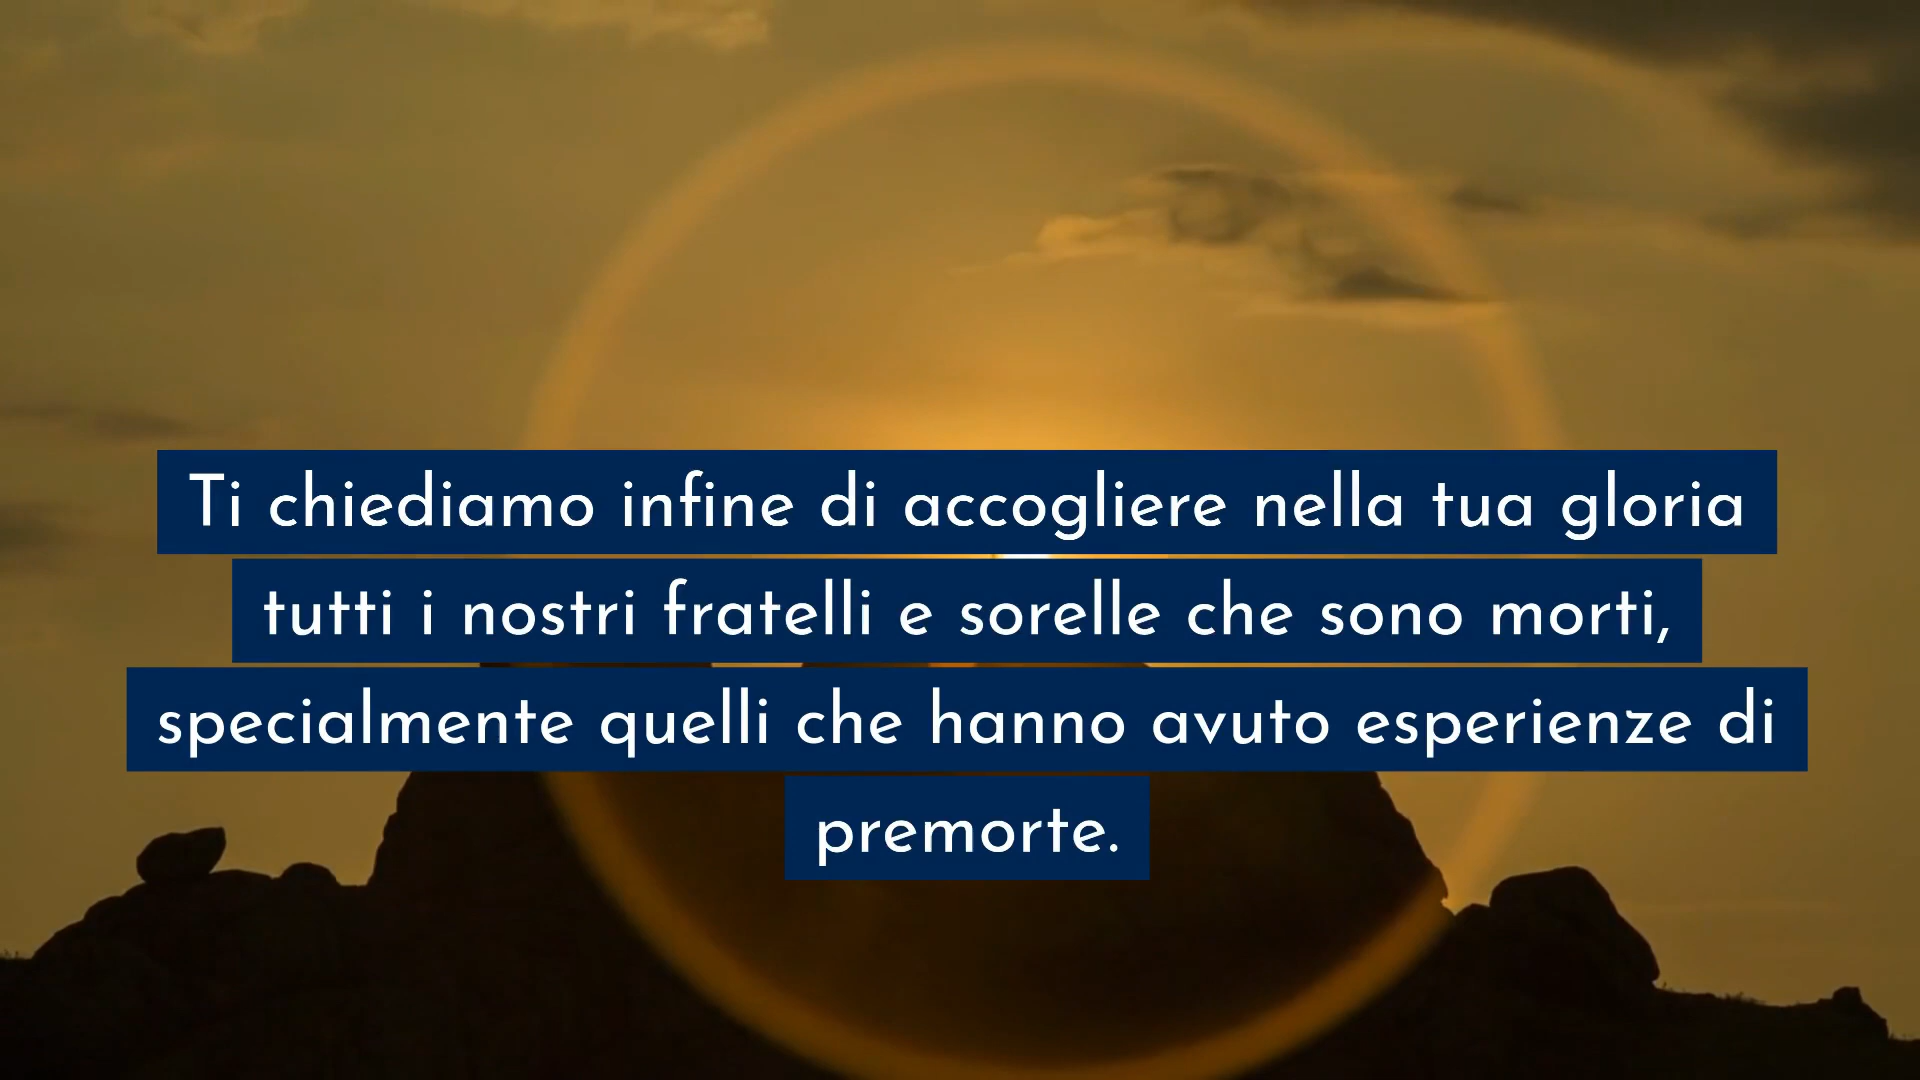 Ti chiediamo infine di accogliere nella tua gloria
tutti i nostri fratelli e sorelle che sono morti,
specialmente quelli che hanno avuto esperienze di
premorte.